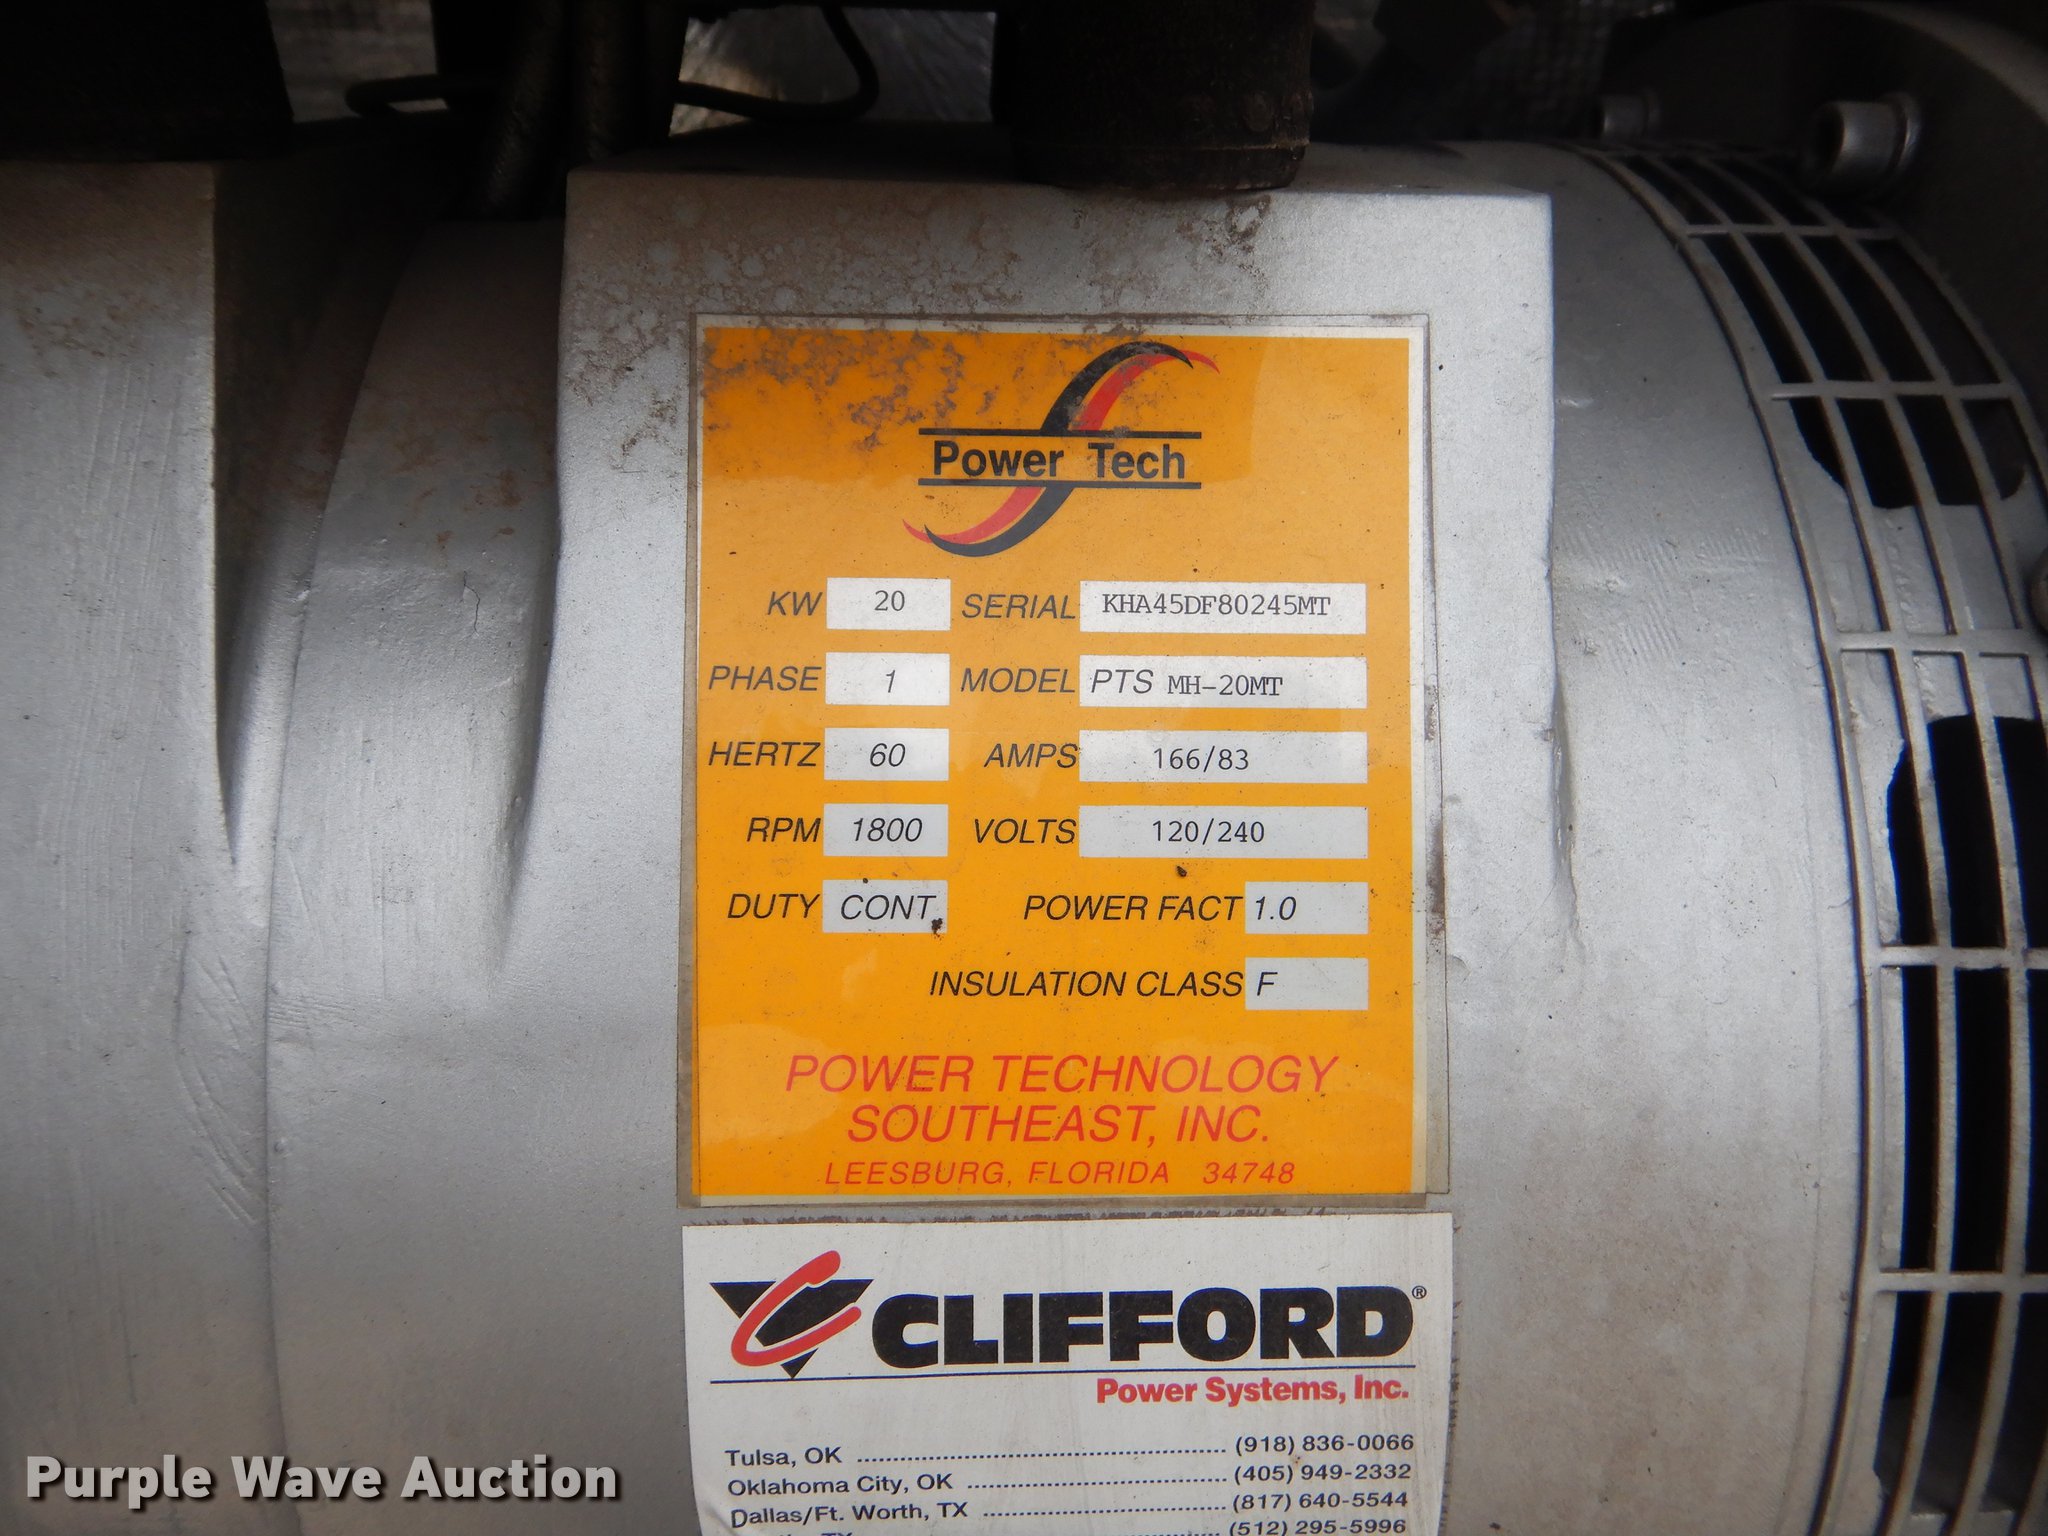 Power Tech
KW 20 SERIAL KHA45DF80245MT
PHASE 1 MODEL PTS MH-20MT
HERTZ 60 AMPS 166/83
RPM 1800 VOLTS 120/240
DUTY CONT. POWER FACT 1.0
INSULATION CLASS F
POWER TECHNOLOGY
SOUTHEAST, INC.
LEESBURG, FLORIDA 34748
CLIFFORD®
Power Systems, Inc.
Tulsa, OK (918) 836-0066
Oklahoma City, OK (405) 949-2332
Dallas/Ft. Worth, TX (817) 640-5544
TX (512) 295-5996
Purple Wave Auction